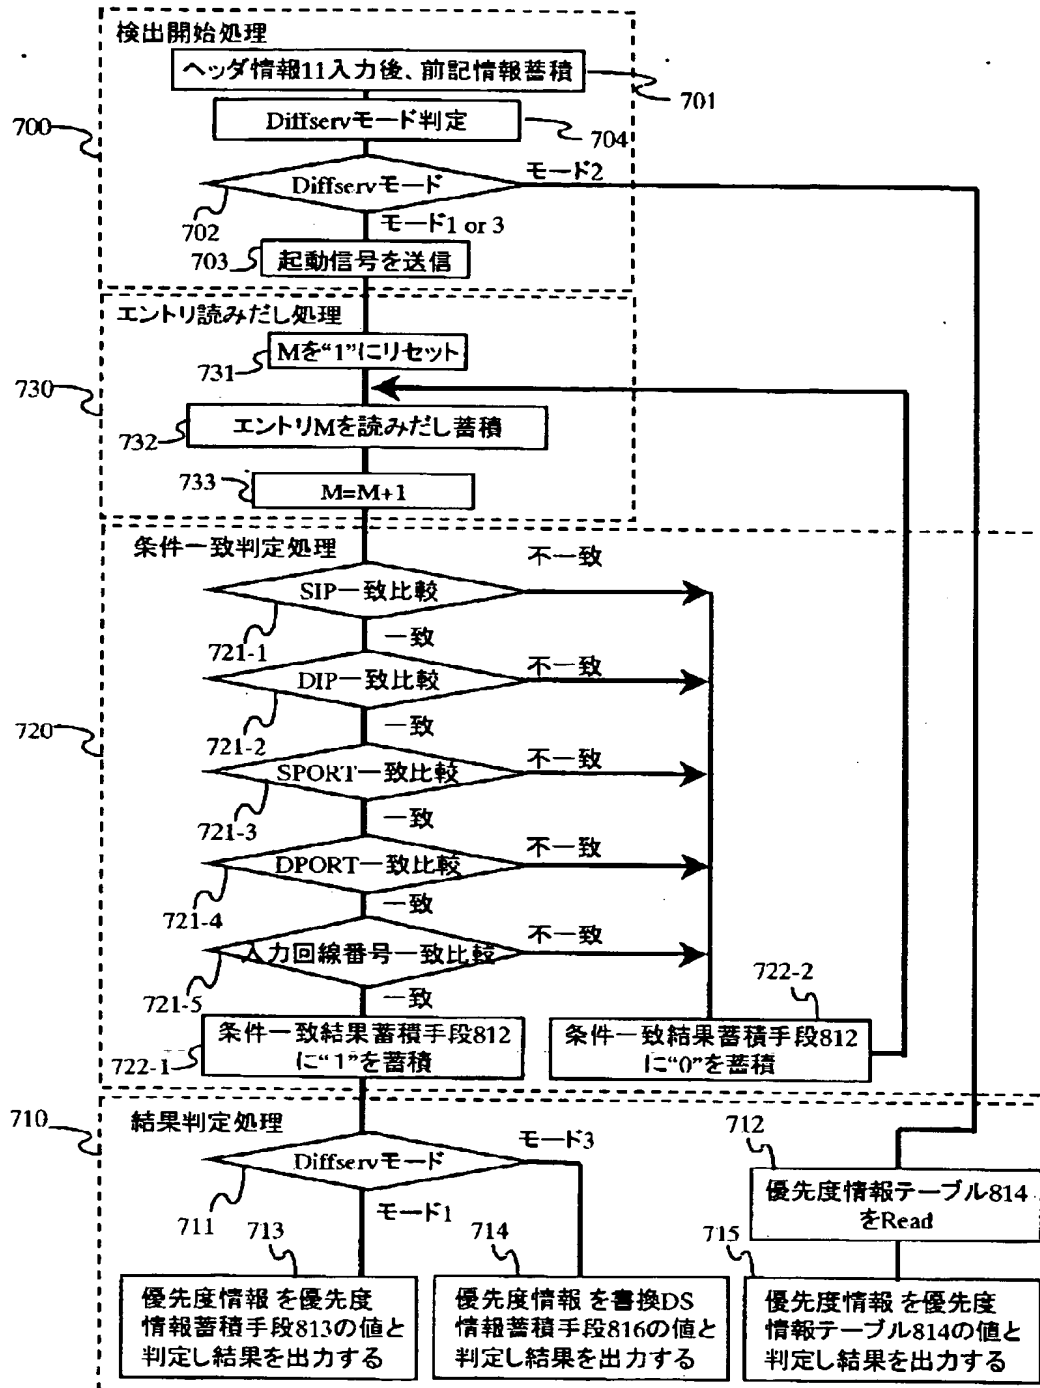 検出開始処理
ヘッダ情報11入力後、前記情報蓄積
701
Diffservモード判定
704
700
Diffservモード
モード2
702
モード1 or 3
703
起動信号を送信
エントリ読みだし処理
Mを“1”にリセット
731
730
エントリMを読みだし蓄積
732
733
M=M+1
条件一致判定処理
不一致
SIP一致比較
721-1
一致
不一致
DIP一致比較
720
721-2
一致
不一致
SPORT一致比較
721-3
一致
不一致
DPORT一致比較
721-4
一致
不一致
入力回線番号一致比較
721-5
一致
722-2
条件一致結果蓄積手段812
に“1”を蓄積
722-1
条件一致結果蓄積手段812
に“0”を蓄積
710
結果判定処理
モード3
712
Diffservモード
711
モード1
優先度情報テーブル814
をRead
713
714
715
優先度情報を優先度
情報蓄積手段813の値と
判定し結果を出力する
優先度情報を書換DS
情報蓄積手段816の値と
判定し結果を出力する
優先度情報を優先度
情報テーブル814の値と
判定し結果を出力する